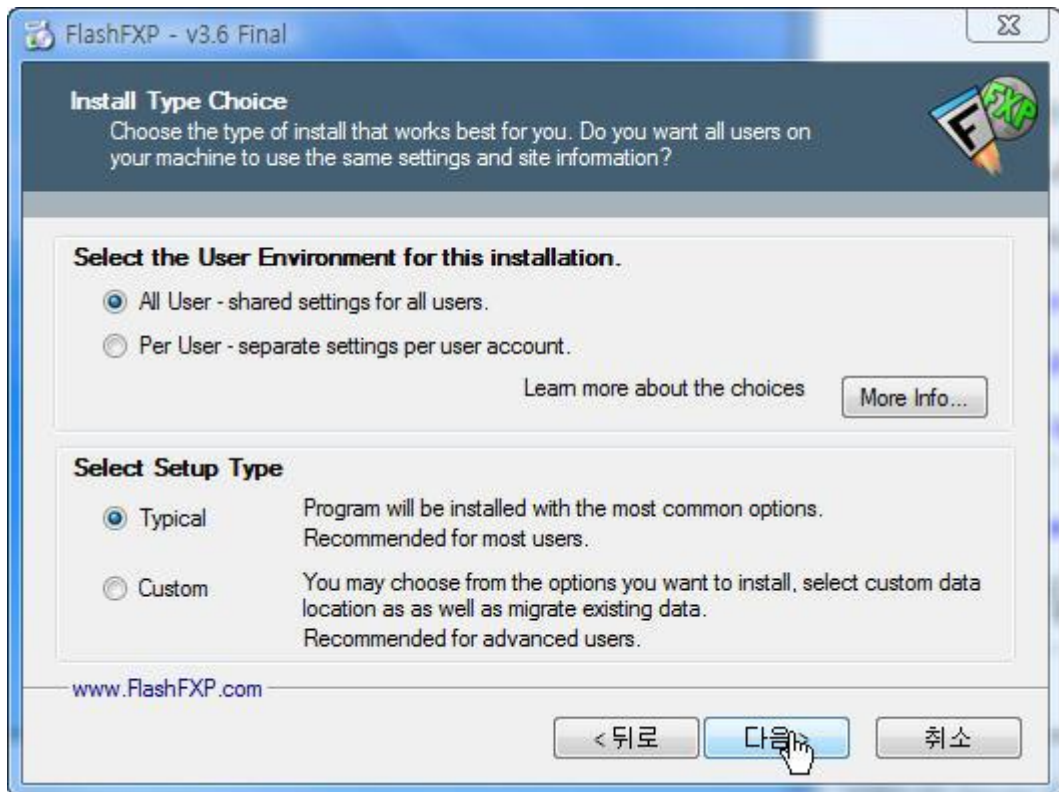 FlashFXP - v3.6 Final
Install Type Choice
Choose the type of install that works best for you. Do you want all users on
your machine to use the same settings and site information?
F
FXP
Select the User Environment for this installation.
All User - shared settings for all users.
Per User - separate settings per user account.
Learn more about the choices
More Info...
Select Setup Type
Typical
Program will be installed with the most common options.
Recommended for most users.
Custom
You may choose from the options you want to install, select custom data
location as as well as migrate existing data.
Recommended for advanced users.
www.FlashFXP.com
<뒤로
다음>
취소